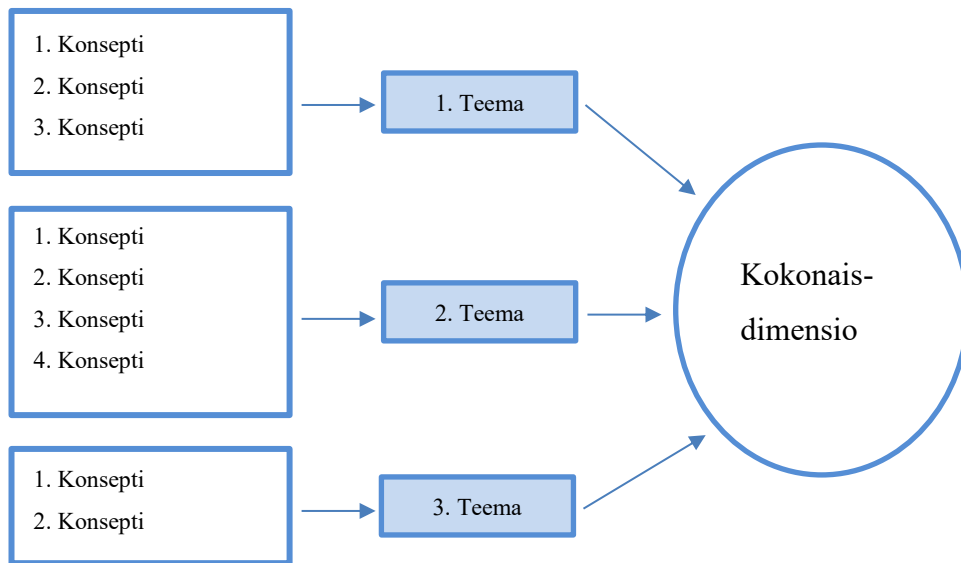 1. Konsepti
2. Konsepti
3. Konsepti
1. Teema
1. Konsepti
2. Konsepti
3. Konsepti
4. Konsepti
2. Teema
1. Konsepti
2. Konsepti
3. Teema
Kokonais-
dimensio